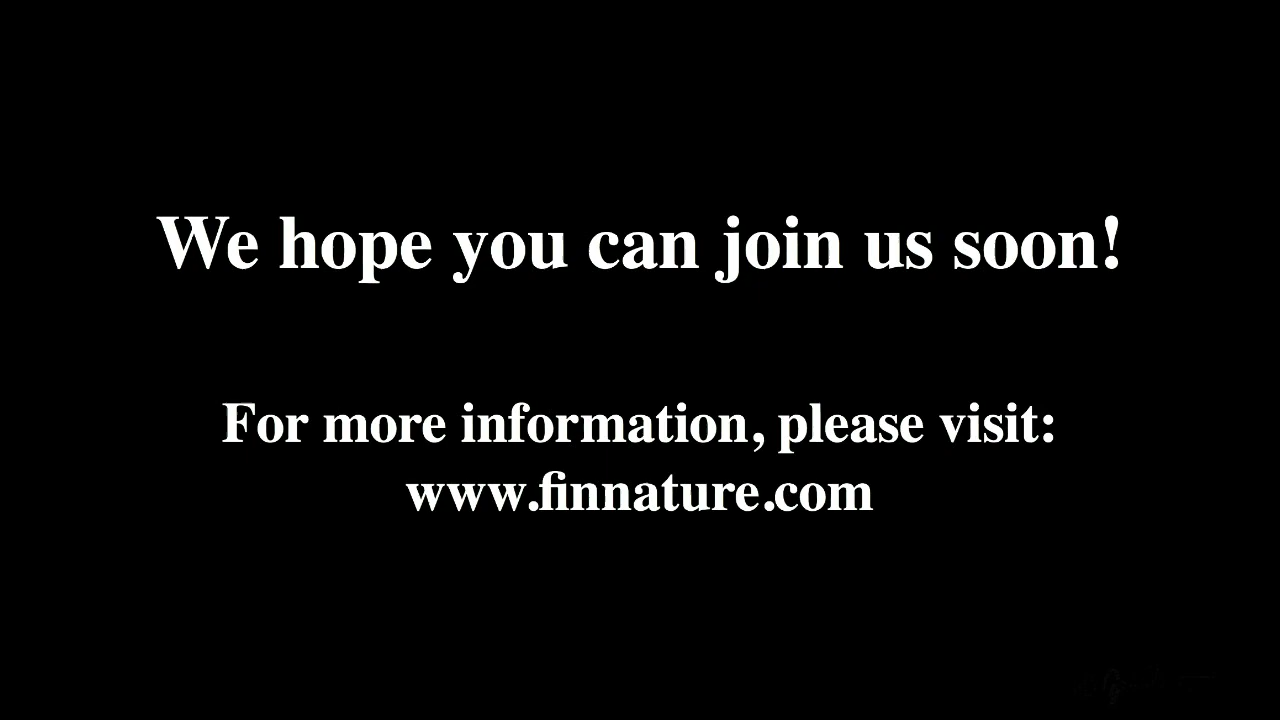 We hope you can join us soon!
For more information, please visit:
www.finnature.com